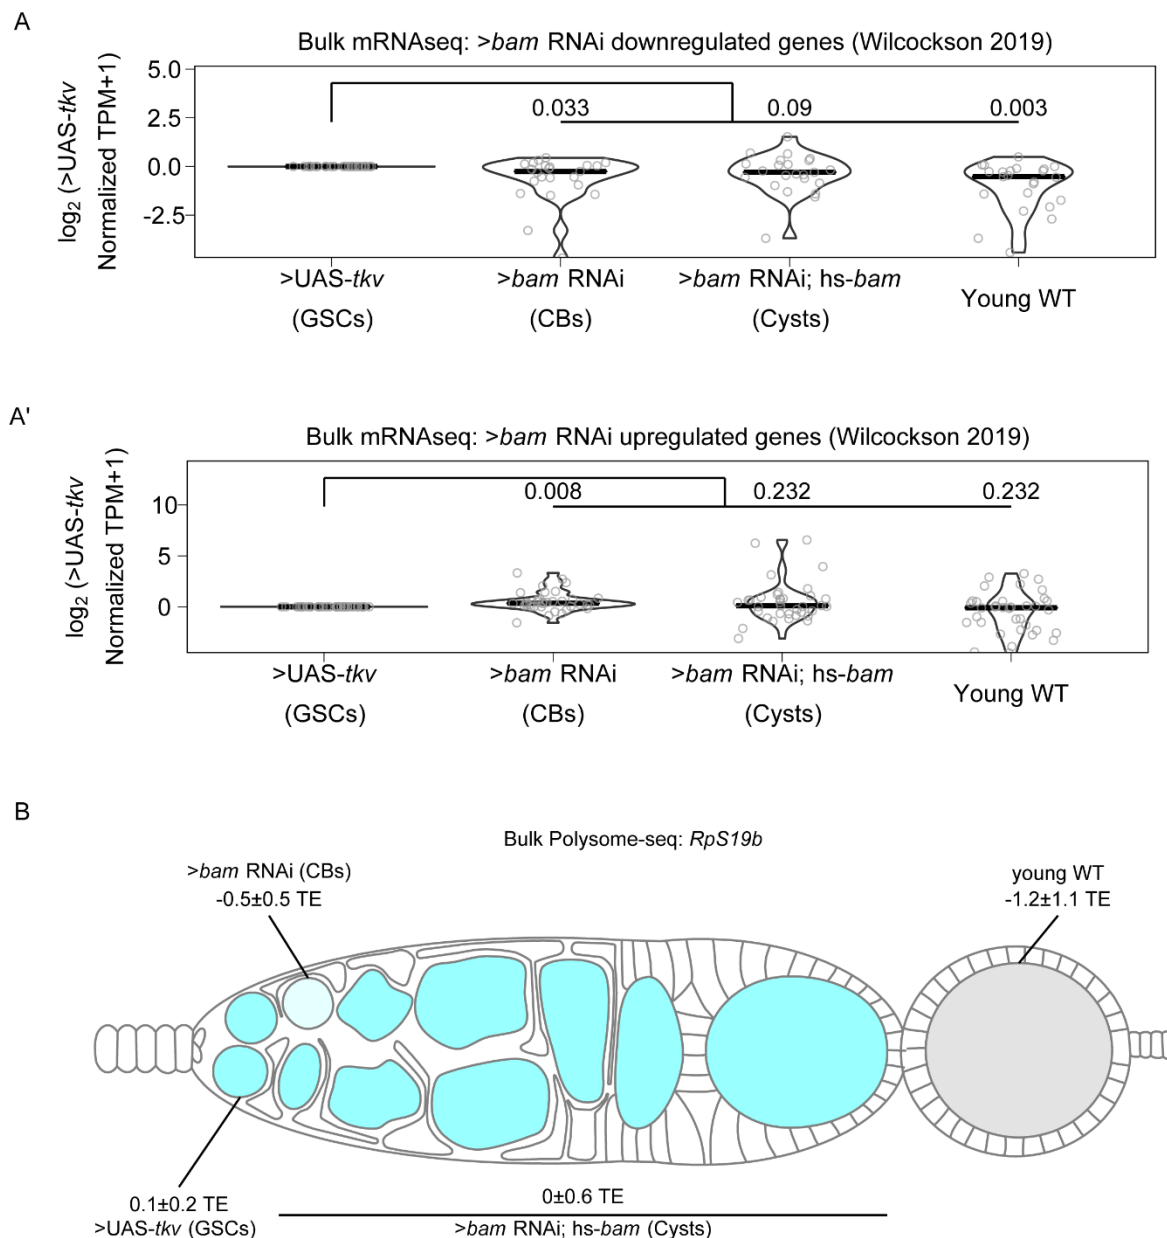 A
Bulk mRNAseq: >bam RNAi downregulated genes (Wilcockson 2019)
log₂ (>UAS-tkv
Normalized TPM+1)
5.0
2.5
0.0
-2.5
0.033 0.09 0.003
>UAS-tkv >bam RNAi >bam RNAi; hs-bam Young WT
(GSCs) (CBs) (Cysts)
A'
Bulk mRNAseq: >bam RNAi upregulated genes (Wilcockson 2019)
log₂ (>UAS-tkv
Normalized TPM+1)
10
5
0
0.008 0.232 0.232
>UAS-tkv >bam RNAi >bam RNAi; hs-bam Young WT
(GSCs) (CBs) (Cysts)
B
Bulk Polysome-seq: RpS19b
>bam RNAi (CBs)
-0.5±0.5 TE
young WT
-1.2±1.1 TE
0.1±0.2 TE
>UAS-tkv (GSCs)
0±0.6 TE
>bam RNAi; hs-bam (Cysts)